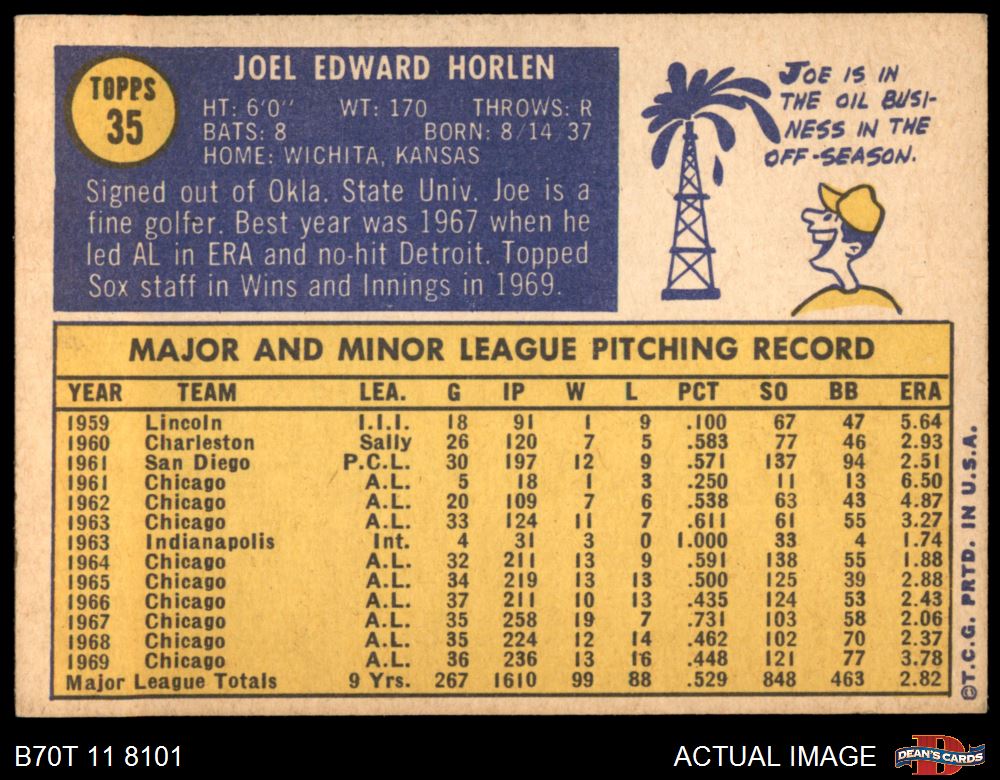 TOPPS
35
JOEL EDWARD HORLEN
HT: 6'0" WT: 170 THROWS: R
BATS: 8 BORN: 8/14 37
HOME: WICHITA, KANSAS
Signed out of Okla. State Univ. Joe is a
fine golfer. Best year was 1967 when he
led AL in ERA and no-hit Detroit. Topped
Sox staff in Wins and Innings in 1969.
JOE IS IN
THE OIL BUSI-
NESS IN THE
OFF-SEASON.
MAJOR AND MINOR LEAGUE PITCHING RECORD
YEAR TEAM LEA. G IP W L PCT SO BB ERA
1959 Lincoln I.I.I. 18 91 1 9 .100 67 47 5.64
1960 Charleston Sally 26 120 7 5 .583 77 46 2.93
1961 San Diego P.C.L. 30 197 12 9 .571 137 94 2.51
1961 Chicago A.L. 5 18 1 3 .250 11 13 6.50
1962 Chicago A.L. 20 109 7 6 .538 63 43 4.87
1963 Chicago A.L. 33 124 11 7 .611 61 55 3.27
1963 Indianapolis Int. 4 31 3 0 1.000 33 4 1.74
1964 Chicago A.L. 32 211 13 9 .591 138 55 1.88
1965 Chicago A.L. 34 219 13 13 .500 125 39 2.88
1966 Chicago A.L. 37 211 10 13 .435 124 53 2.43
1967 Chicago A.L. 35 258 19 7 .731 103 58 2.06
1968 Chicago A.L. 35 224 12 14 .462 102 70 2.37
1969 Chicago A.L. 36 236 13 16 .448 121 77 3.78
Major League Totals 9 Yrs. 267 1610 99 88 .529 848 463 2.82
©T.C.G. PRTD. IN U.S.A.
B70T 11 8101
ACTUAL IMAGE
D
DEAN'S CARDS